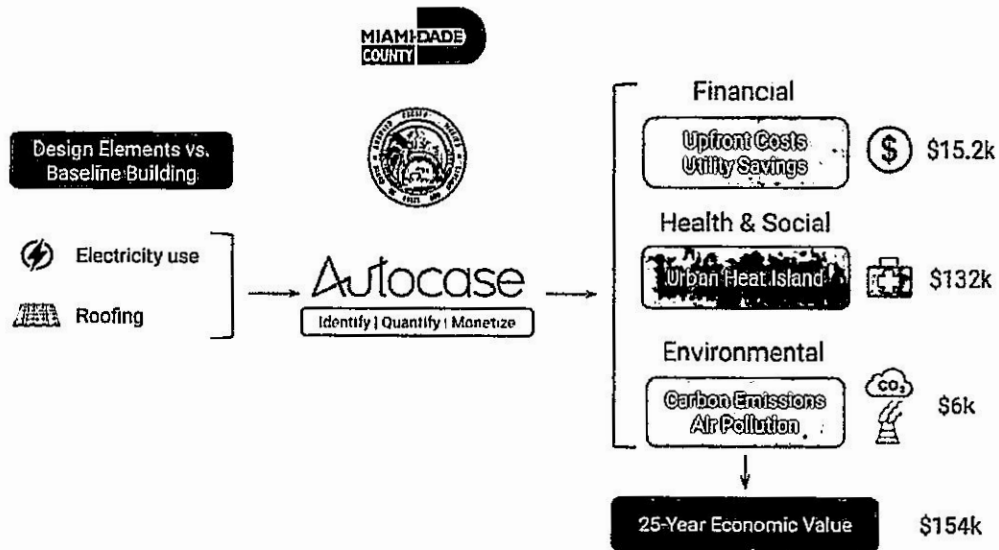 MIAMI-DADE
COUNTY
Design Elements vs.
Baseline Building
Electricity use
Roofing
Autocase
Identify | Quantify | Monetize
Financial
Upfront Costs
Utility Savings
$
$15.2k
Health & Social
Urban Heat Island
$132k
Environmental
Carbon Emissions
Air Pollution
CO₂
$6k
25-Year Economic Value
$154k